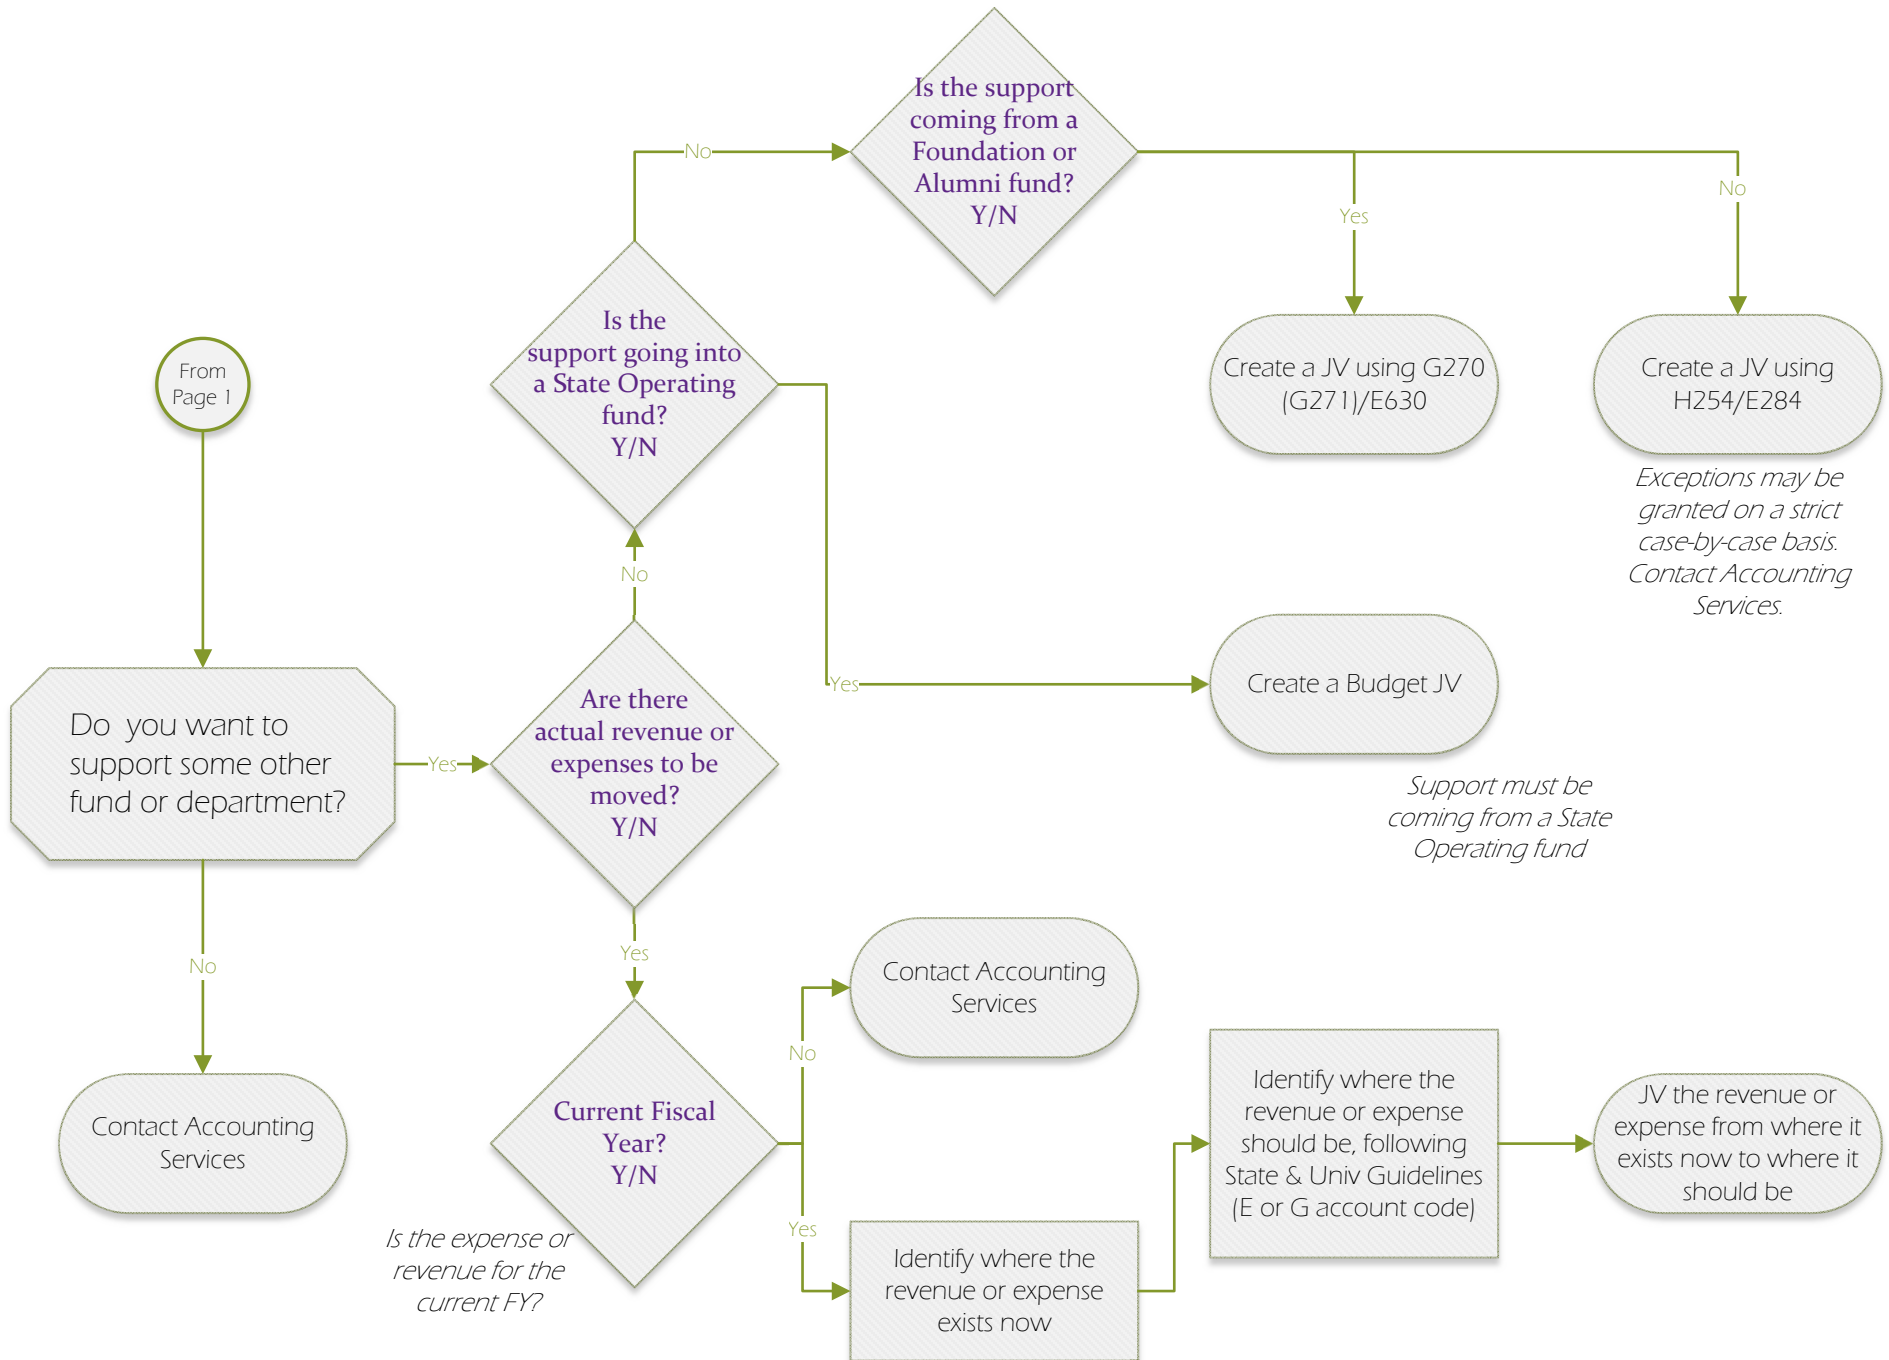 Is the support
coming from a
Foundation or
Alumni fund?
Y/N
No
No
Yes
Is the
support going into
a State Operating
fund?
Y/N
From
Page 1
Create a JV using G270
(G271)/E630
Create a JV using
H254/E284
Exceptions may be
granted on a strict
case-by-case basis.
Contact Accounting
Services.
No
Yes
Create a Budget JV
Support must be
coming from a State
Operating fund
Do you want to
support some other
fund or department?
Yes
Are there
actual revenue or
expenses to be
moved?
Y/N
No
Yes
Contact Accounting
Services
Contact Accounting
Services
No
Current Fiscal
Year?
Y/N
Yes
Is the expense or
revenue for the
current FY?
Identify where the
revenue or expense
exists now
Identify where the
revenue or expense
should be, following
State & Univ Guidelines
(E or G account code)
JV the revenue or
expense from where it
exists now to where it
should be